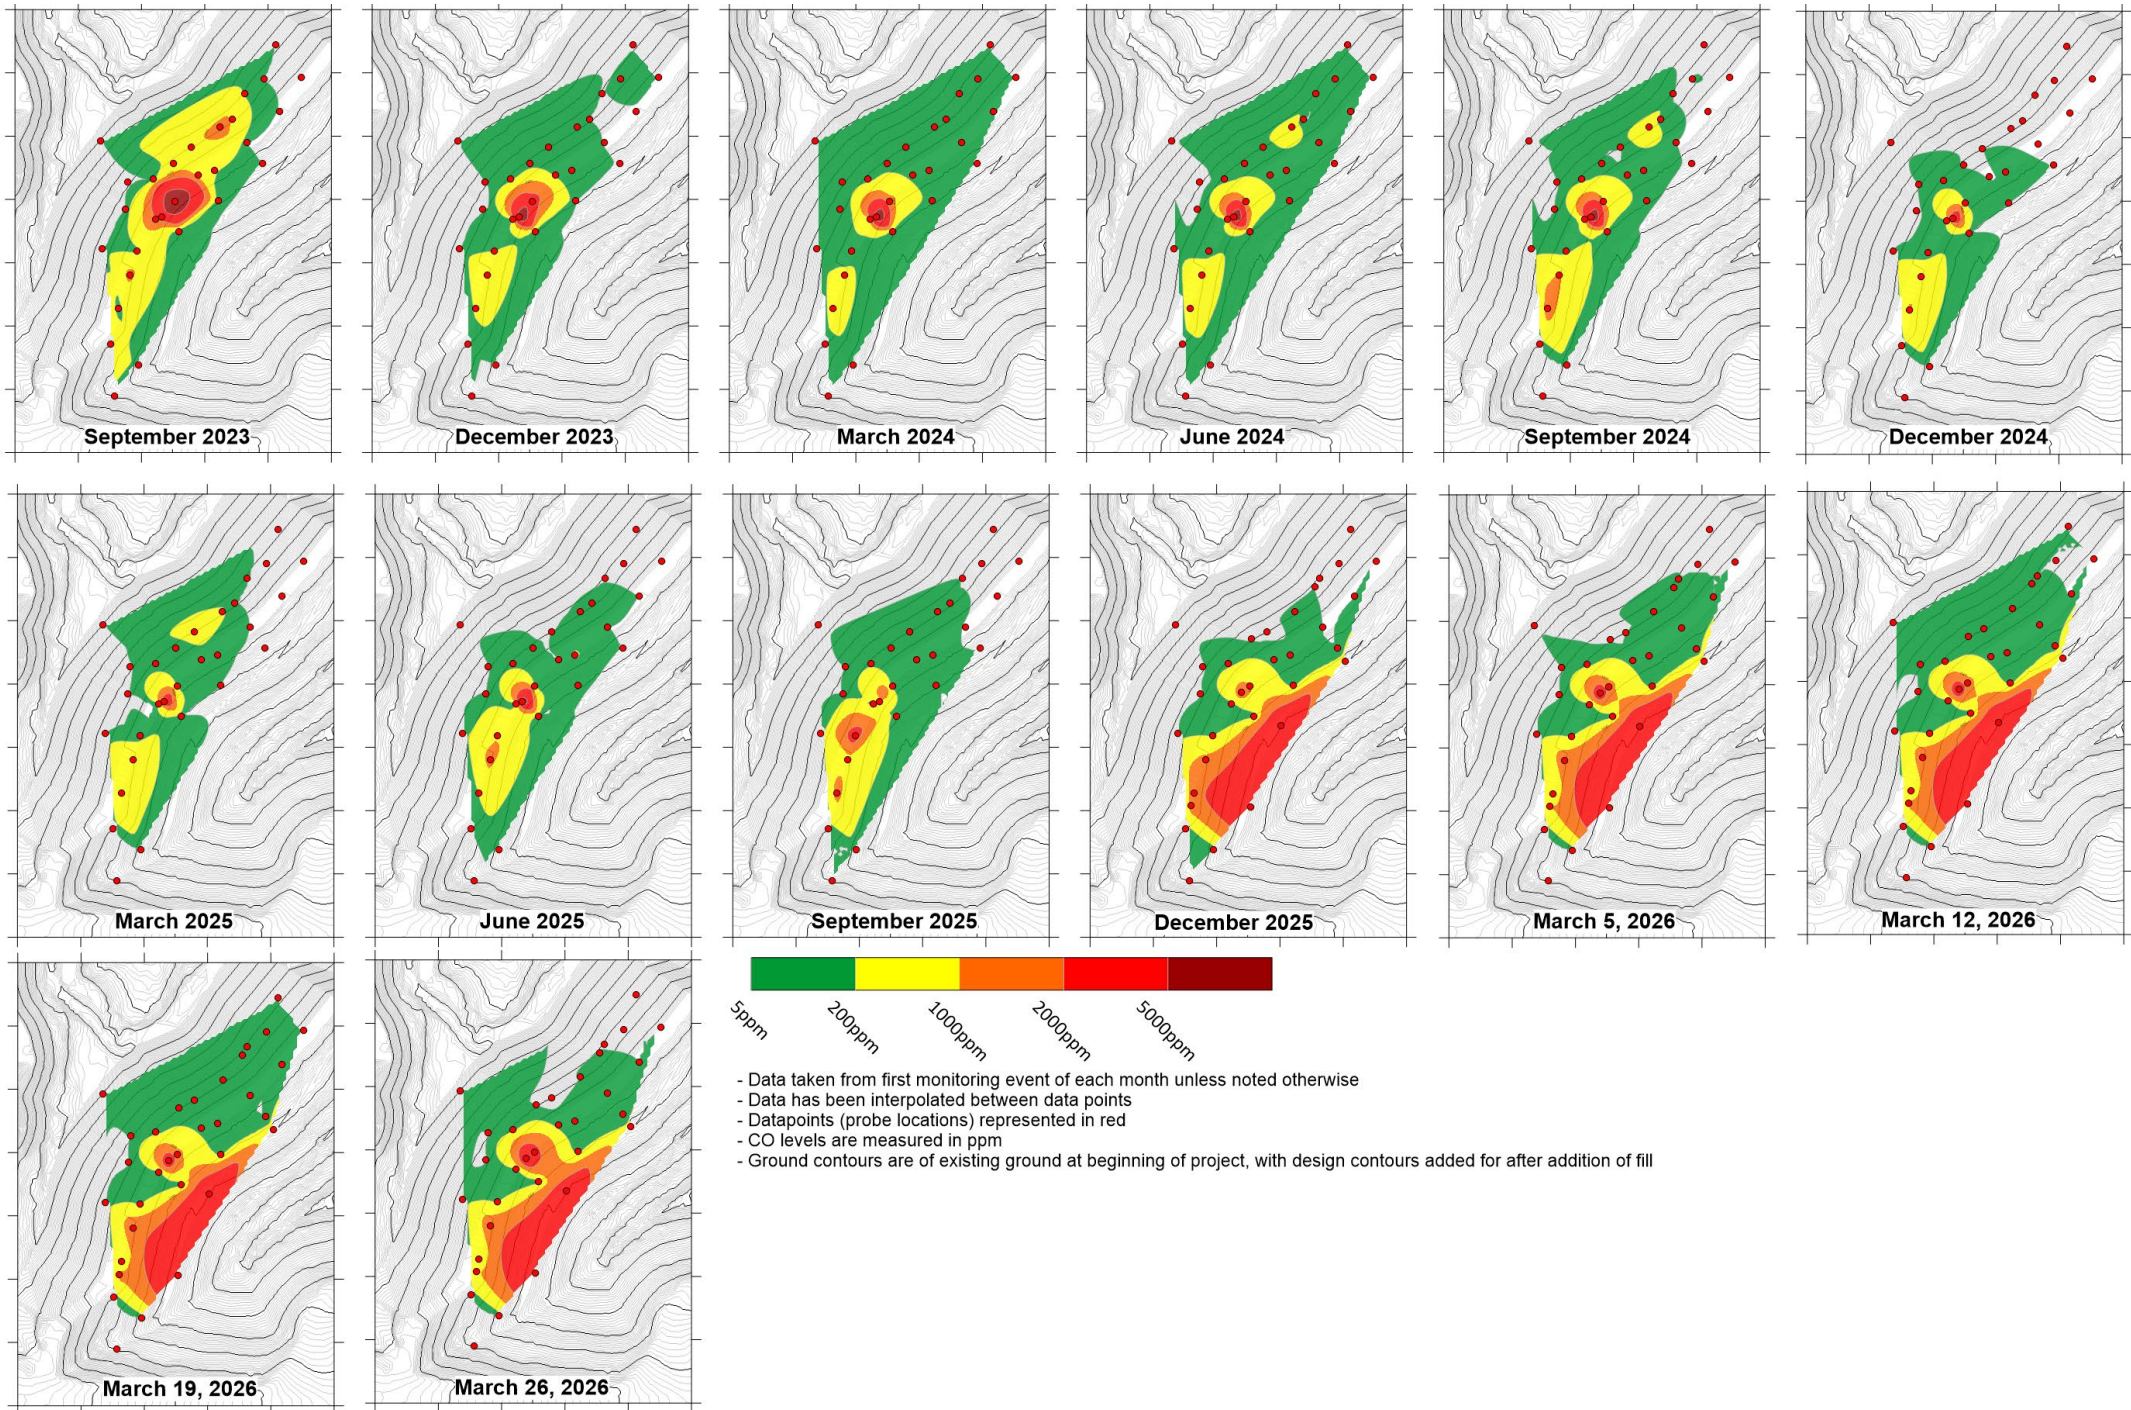 September 2023
December 2023
March 2024
June 2024
September 2024
December 2024
March 2025
June 2025
September 2025
December 2025
March 5, 2026
March 12, 2026
March 19, 2026
March 26, 2026
5ppm
200ppm
1000ppm
2000ppm
5000ppm
- Data taken from first monitoring event of each month unless noted otherwise
- Data has been interpolated between data points
- Datapoints (probe locations) represented in red
- CO levels are measured in ppm
- Ground contours are of existing ground at beginning of project, with design contours added for after addition of fill